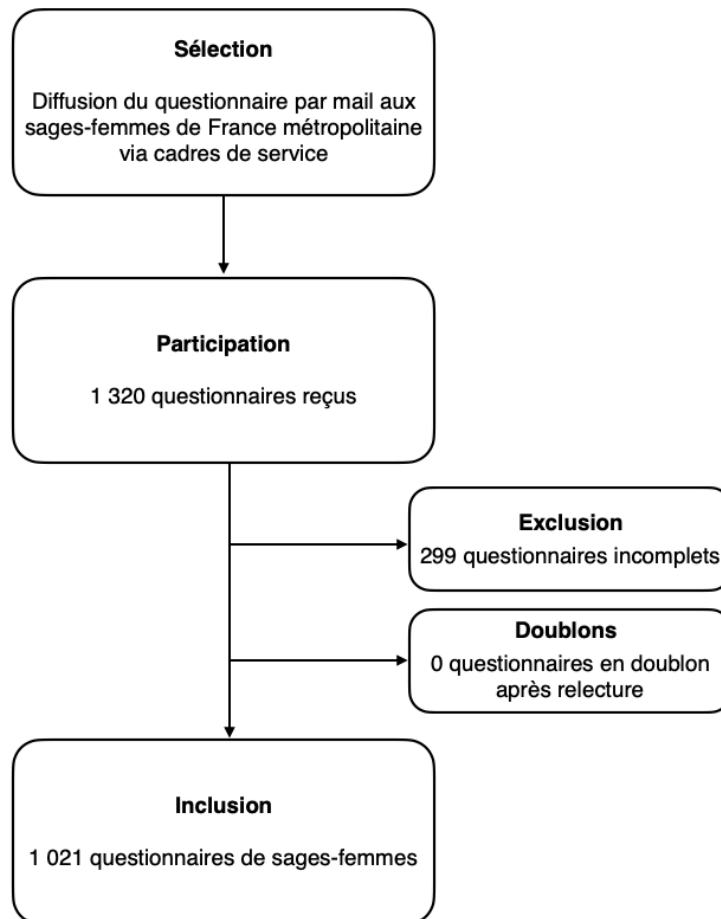 Sélection
Diffusion du questionnaire par mail aux
sages-femmes de France métropolitaine
via cadres de service
Participation
1 320 questionnaires reçus
Exclusion
299 questionnaires incomplets
Doublons
0 questionnaires en doublon
après relecture
Inclusion
1 021 questionnaires de sages-femmes